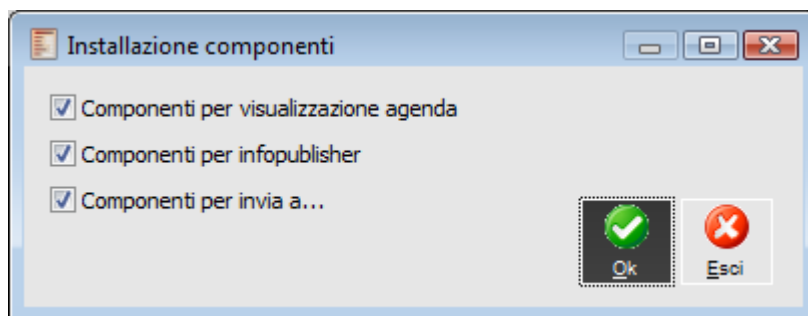 Installazione componenti
Componenti per visualizzazione agenda
Componenti per infopublisher
Componenti per invia a...
Ok
Esci